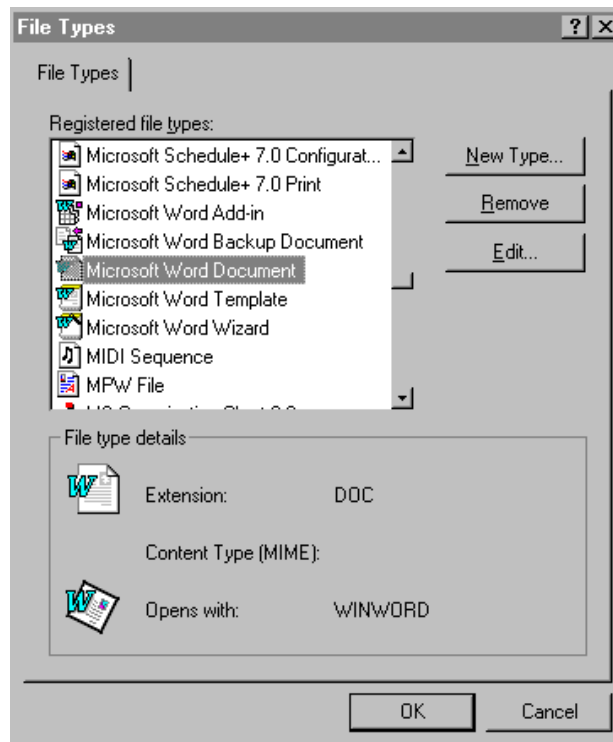 File Types
File Types
Registered file types:
Microsoft Schedule+ 7.0 Configurat...
Microsoft Schedule+ 7.0 Print
Microsoft Word Add-in
Microsoft Word Backup Document
Microsoft Word Document
Microsoft Word Template
Microsoft Word Wizard
MIDI Sequence
MPW File
New Type...
Remove
Edit...
File type details
Extension: DOC
Content Type (MIME):
Opens with: WINWORD
OK Cancel